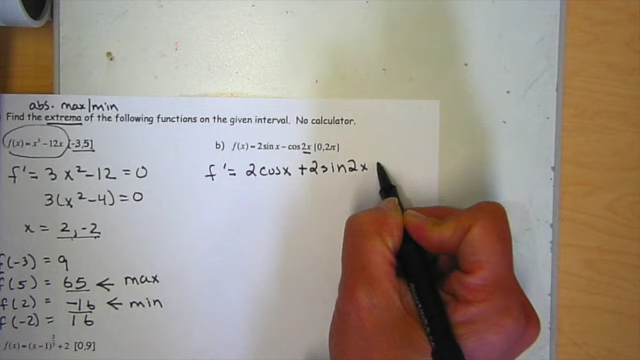 abs. max/min
Find the extrema of the following functions on the given interval. No calculator.
f(x) = x³ – 12x [-3,5]
f' = 3x² - 12 = 0
3(x² - 4) = 0
x = 2, -2
f(-3) = 9
f(5) = 65 ← max
f(2) = -16 ← min
f(-2) = 16
b) f(x) = 2sin x – cos 2x [0,2π]
f' = 2cosx + 2sin2x
f(x) = (x–1)^(2/3) + 2 [0,9]